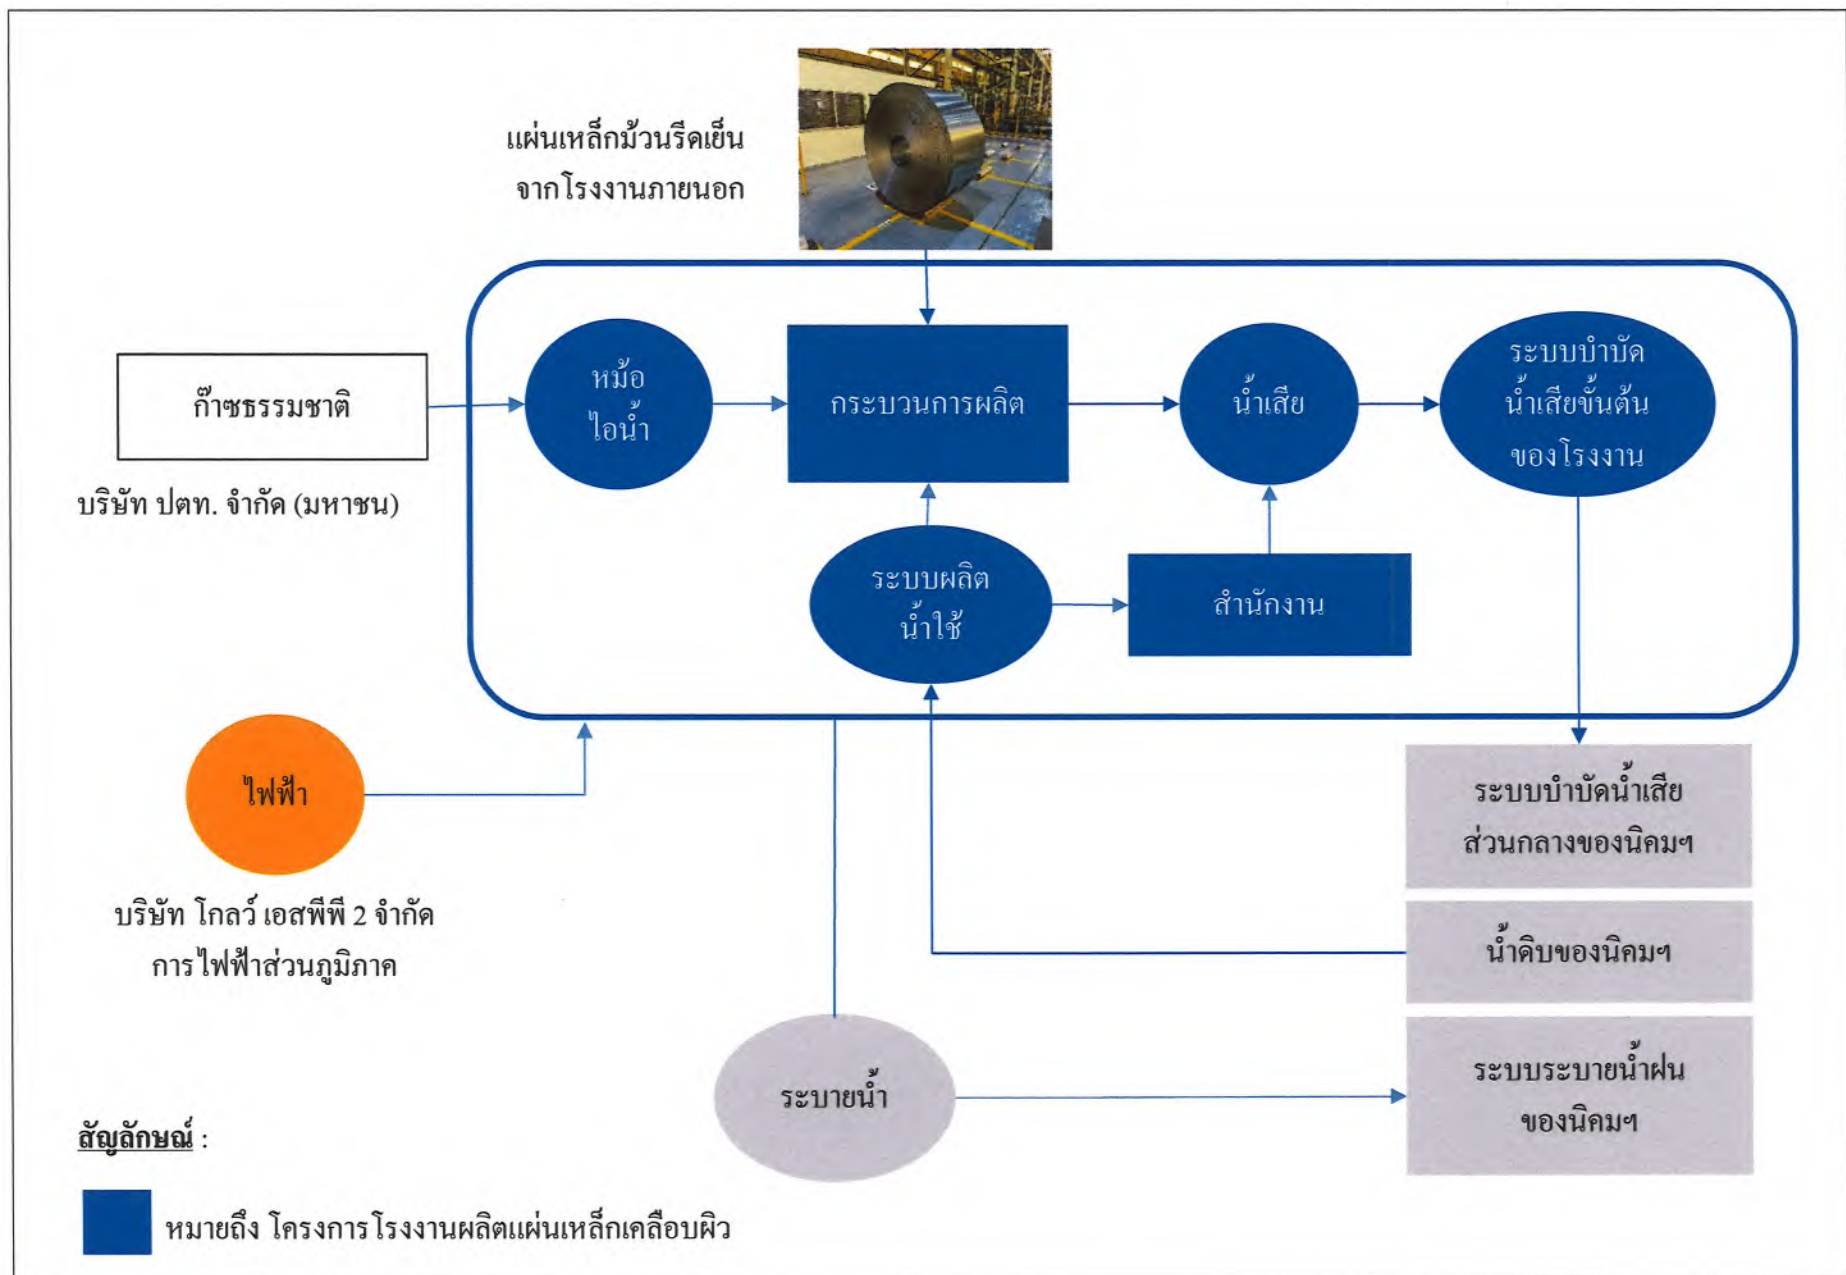 แผ่นเหล็กม้วนรีดเย็น
จากโรงงานภายนอก
ก๊าซธรรมชาติ
บริษัท ปตท. จำกัด (มหาชน)
หม้อ
ไอน้ำ
กระบวนการผลิต
น้ำเสีย
ระบบบำบัด
น้ำเสียขั้นต้น
ของโรงงาน
ระบบผลิต
น้ำใช้
สำนักงาน
ไฟฟ้า
บริษัท โกลว์ เอสพีพี 2 จำกัด
การไฟฟ้าส่วนภูมิภาค
ระบบบำบัดน้ำเสีย
ส่วนกลางของนิคมฯ
น้ำดิบของนิคมฯ
ระบายน้ำ
ระบบระบายน้ำฝน
ของนิคมฯ
สัญลักษณ์ :
หมายถึง โครงการโรงงานผลิตแผ่นเหล็กเคลือบผิว